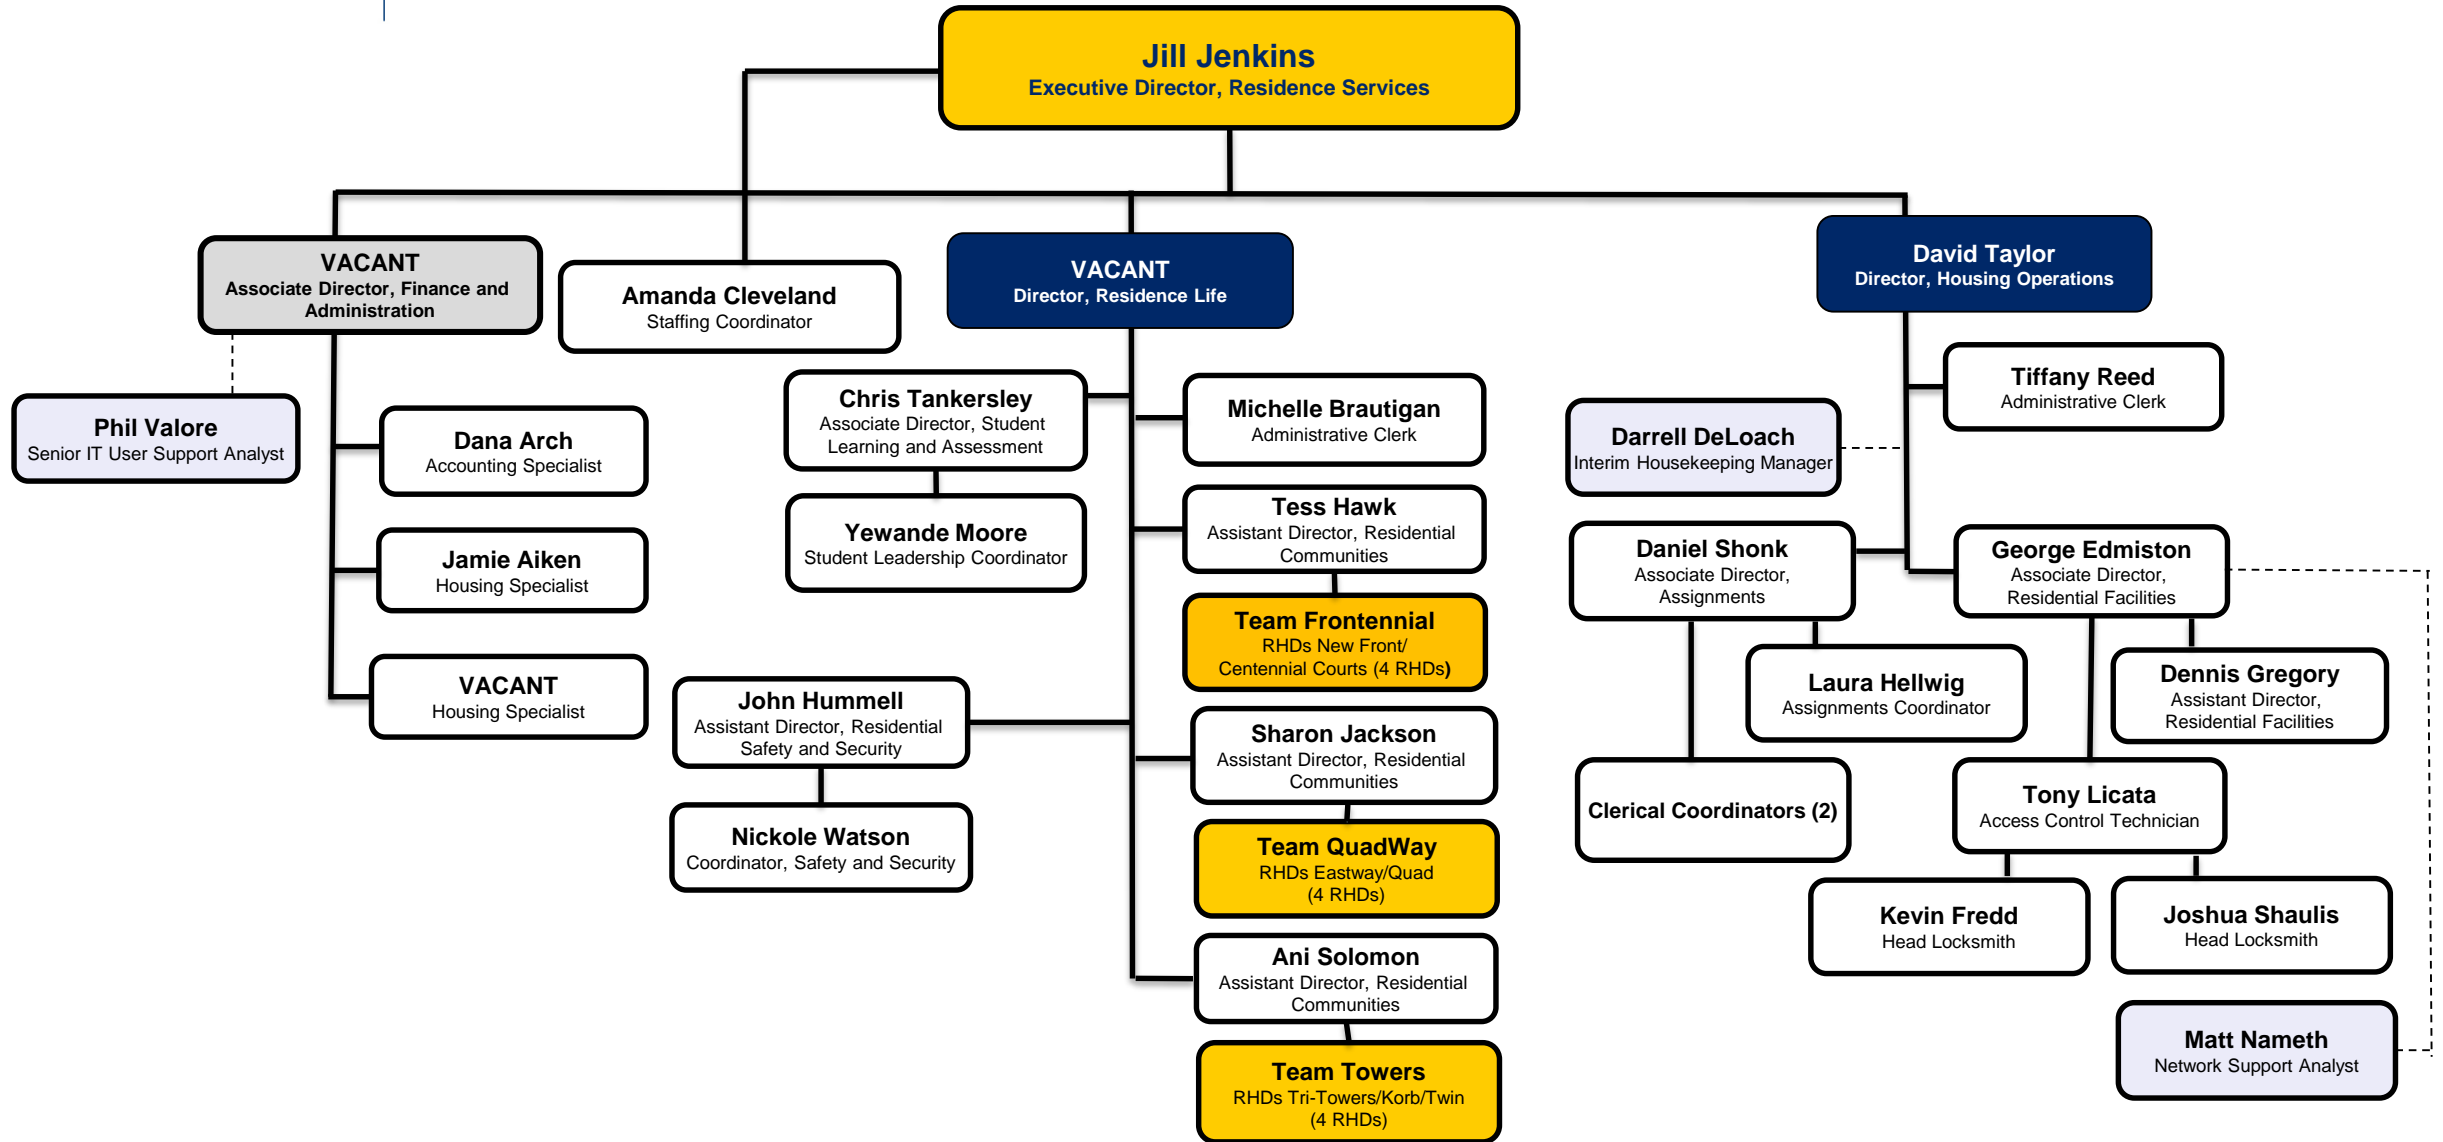 Jill Jenkins
Executive Director, Residence Services
VACANT
Associate Director, Finance and
Administration
Amanda Cleveland
Staffing Coordinator
VACANT
Director, Residence Life
David Taylor
Director, Housing Operations
Phil Valore
Senior IT User Support Analyst
Dana Arch
Accounting Specialist
Jamie Aiken
Housing Specialist
VACANT
Housing Specialist
Chris Tankersley
Associate Director, Student
Learning and Assessment
Yewande Moore
Student Leadership Coordinator
John Hummell
Assistant Director, Residential
Safety and Security
Nickole Watson
Coordinator, Safety and Security
Michelle Brautigan
Administrative Clerk
Tess Hawk
Assistant Director, Residential
Communities
Team Frontennial
RHDs New Front/
Centennial Courts (4 RHDs)
Sharon Jackson
Assistant Director, Residential
Communities
Team QuadWay
RHDs Eastway/Quad
(4 RHDs)
Ani Solomon
Assistant Director, Residential
Communities
Team Towers
RHDs Tri-Towers/Korb/Twin
(4 RHDs)
Tiffany Reed
Administrative Clerk
Darrell DeLoach
Interim Housekeeping Manager
Daniel Shonk
Associate Director,
Assignments
Laura Hellwig
Assignments Coordinator
Clerical Coordinators (2)
George Edmiston
Associate Director,
Residential Facilities
Dennis Gregory
Assistant Director,
Residential Facilities
Tony Licata
Access Control Technician
Kevin Fredd
Head Locksmith
Joshua Shaulis
Head Locksmith
Matt Nameth
Network Support Analyst